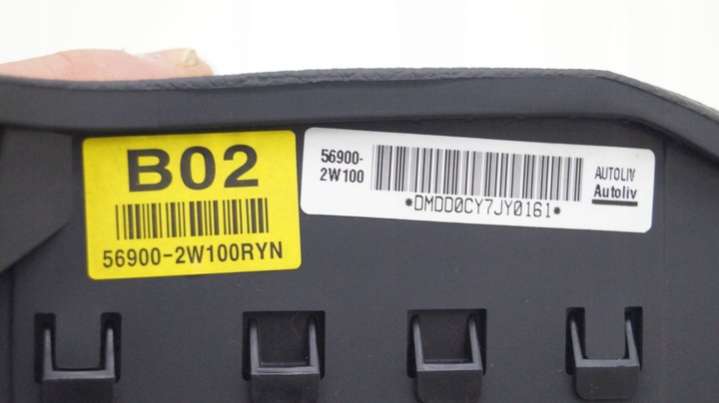 B02
56900-2W100RYN
56900-
2W100
*DMDD0CY7JY0161*
AUTOLIV
Autoliv